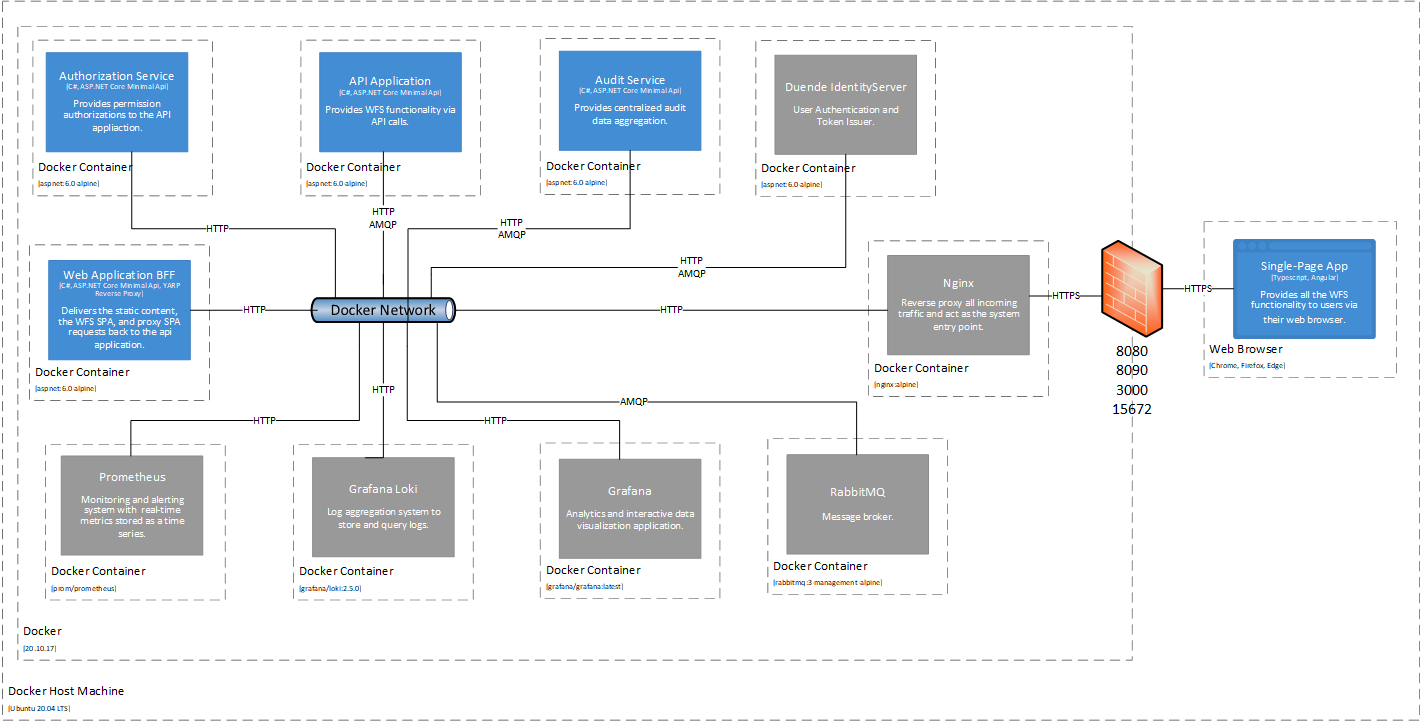 Authorization Service
[C#, ASP.NET Core Minimal Api]
Provides permission
authorizations to the API
appliaction.
Docker Container
[aspnet:6.0-alpine]
API Application
[C#, ASP.NET Core Minimal Api]
Provides WFS functionality via
API calls.
Docker Container
[aspnet:6.0-alpine]
Audit Service
[C#, ASP.NET Core Minimal Api]
Provides centralized audit
data aggregation.
Docker Container
[aspnet:6.0-alpine]
Duende IdentityServer
User Authentication and
Token Issuer.
Docker Container
[aspnet:6.0-alpine]
HTTP
HTTP
AMQP
HTTP
AMQP
HTTP
AMQP
Web Application BFF
[C#, ASP.NET Core Minimal Api, YARP
Reverse Proxy]
Delivers the static content,
the WFS SPA, and proxy SPA
requests back to the api
application.
Docker Container
[aspnet:6.0-alpine]
HTTP
Docker Network
HTTP
Nginx
Reverse proxy all incoming
traffic and act as the system
entry point.
Docker Container
[nginx:alpine]
HTTPS
8080
8090
3000
15672
HTTPS
Single-Page App
[Typescript, Angular]
Provides all the WFS
functionality to users via
their web browser.
Web Browser
[Chrome, Firefox, Edge]
HTTP
HTTP
HTTP
AMQP
Prometheus
Monitoring and alerting
system with real-time
metrics stored as a time
series.
Docker Container
[prom/prometheus]
Grafana Loki
Log aggregation system to
store and query logs.
Docker Container
[grafana/loki:2.5.0]
Grafana
Analytics and interactive data
visualization application.
Docker Container
[grafana/grafana:latest]
RabbitMQ
Message broker.
Docker Container
[rabbitmq:3-management-alpine]
Docker
[20.10.17]
Docker Host Machine
[Ubuntu 20.04 LTS]